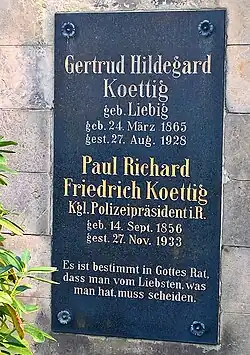 Gertrud Hildegard
Koettig
geb. Liebig
geb. 24. März 1865
gest. 27. Aug. 1928
Paul Richard
Friedrich Koettig
Kgl. Polizeipräsident i. R.
geb. 14. Sept. 1856
gest. 27. Nov. 1933
Es ist bestimmt in Gottes Rat,
dass man vom Liebsten, was
man hat, muss scheiden.